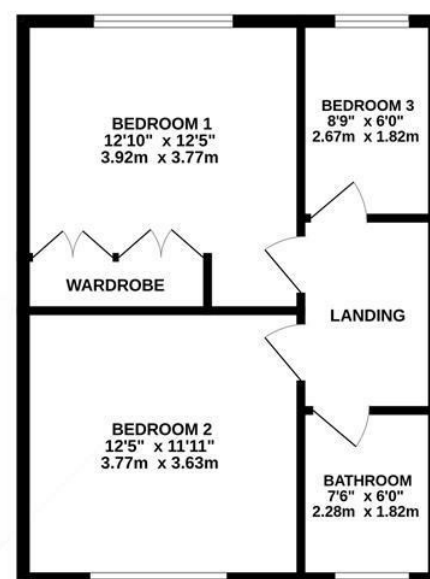 BEDROOM 1
12'10" x 12'5"
3.92m x 3.77m
BEDROOM 3
8'9" x 6'0"
2.67m x 1.82m
WARDROBE
LANDING
BEDROOM 2
12'5" x 11'11"
3.77m x 3.63m
BATHROOM
7'6" x 6'0"
2.28m x 1.82m